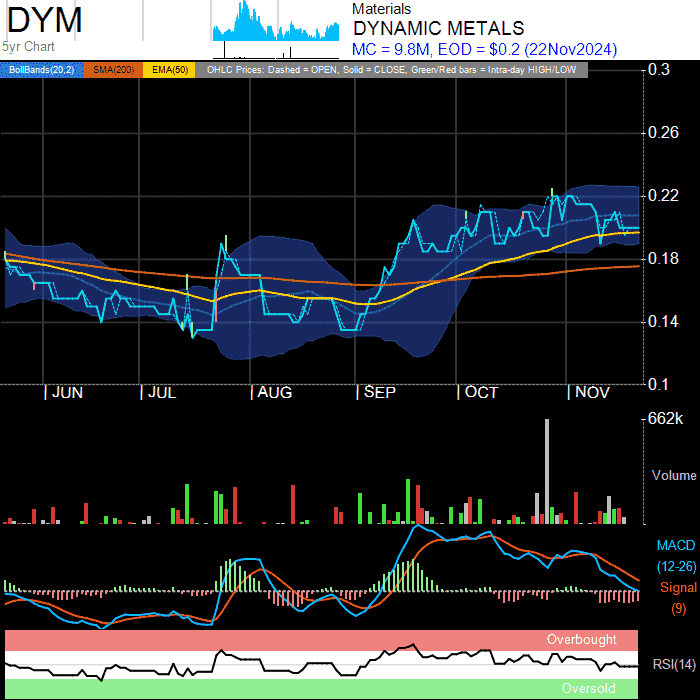 DYM
5yr Chart
Materials
DYNAMIC METALS
MC = 9.8M, EOD = $0.2 (22Nov2024)
BollBands(20,2) SMA(200) EMA(50) OHLC Prices: Dashed = OPEN, Solid = CLOSE, Green/Red bars = Intra-day HIGH/LOW
0.3
0.26
0.22
0.18
0.14
0.1
| JUN | JUL | AUG | SEP | OCT | NOV
662k
Volume
MACD
(12-26)
Signal
(9)
Overbought
RSI(14)
Oversold